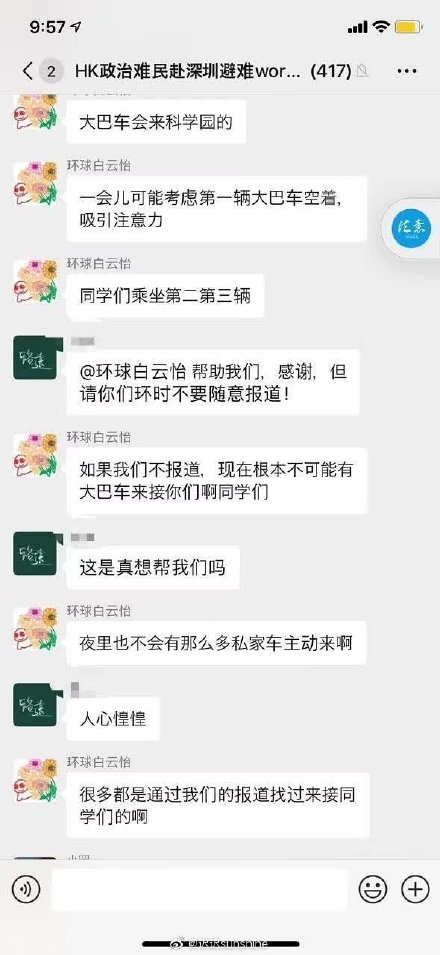 9:57
2
HK政治难民赴深圳避难wor... (417)
大巴车会来科学园的
环球白云怡
一会儿可能考虑第一辆大巴车空着，
吸引注意力
环球白云怡
同学们乘坐第二第三辆
@环球白云怡 帮助我们，感谢，但
请你们环时不要随意报道！
环球白云怡
如果我们不报道，现在根本不可能有
大巴车来接你们啊同学们
这是真想帮我们吗
环球白云怡
夜里也不会有那么多私家车主动来啊
人心惶惶
环球白云怡
很多都是通过我们的报道找过来接同
学们的啊